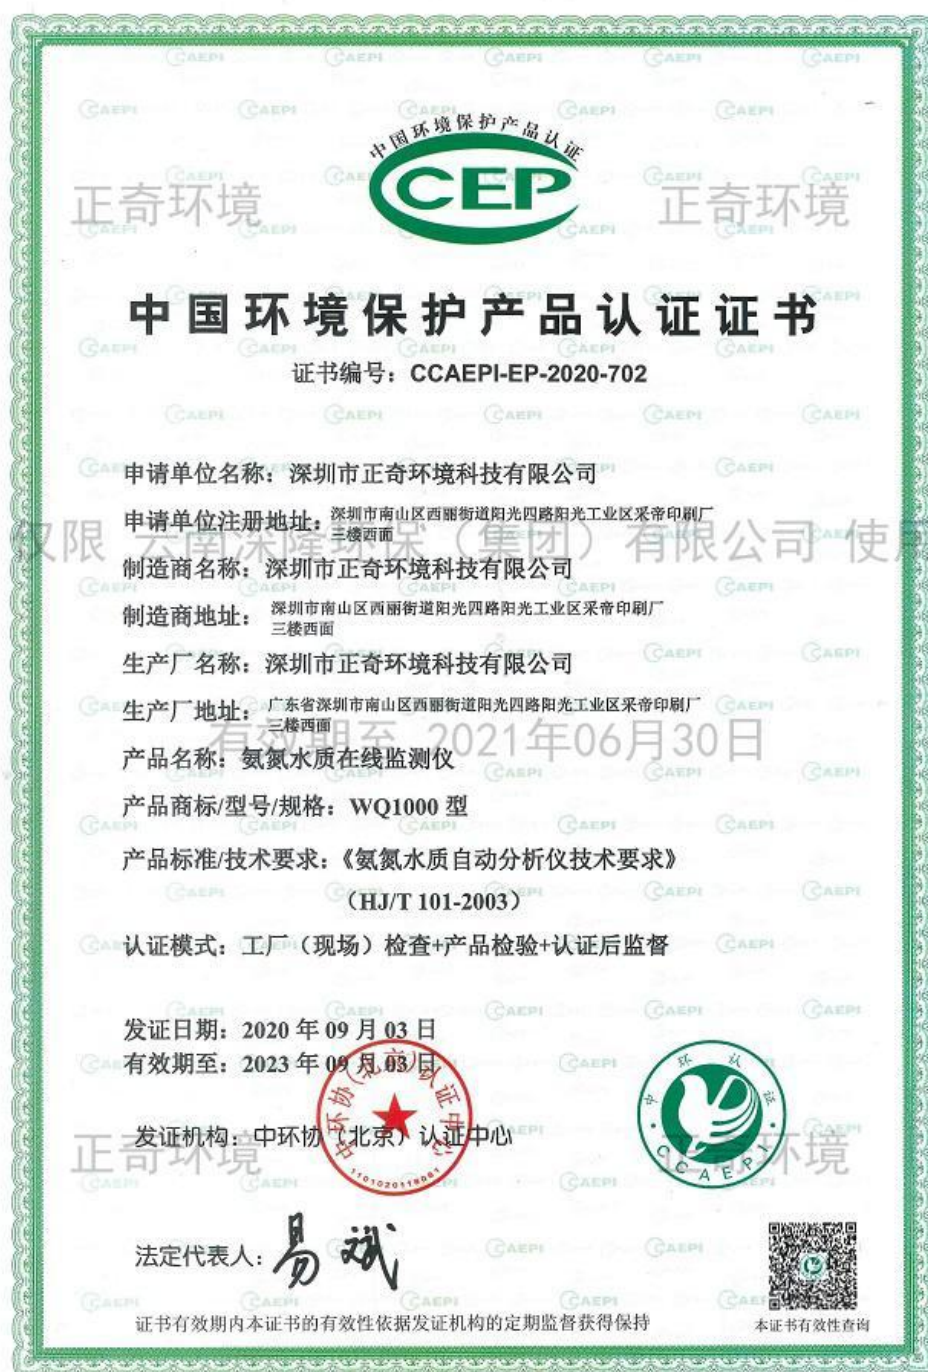 中国环境保护产品认证
CEP
正奇环境 正奇环境
中国环境保护产品认证证书
证书编号：CCAEPI-EP-2020-702
申请单位名称：深圳市正奇环境科技有限公司
申请单位注册地址：深圳市南山区西丽街道阳光四路阳光工业区采帝印刷厂
三楼西面
仅限 云南深隆环保（集团）有限公司 使用
制造商名称：深圳市正奇环境科技有限公司
制造商地址：深圳市南山区西丽街道阳光四路阳光工业区采帝印刷厂
三楼西面
生产厂名称：深圳市正奇环境科技有限公司
生产厂地址：广东省深圳市南山区西丽街道阳光四路阳光工业区采帝印刷厂
三楼西面
有效期至 2021年06月30日
产品名称：氨氮水质在线监测仪
产品商标/型号/规格：WQ1000 型
产品标准/技术要求：《氨氮水质自动分析仪技术要求》
（HJ/T 101-2003）
认证模式：工厂（现场）检查+产品检验+认证后监督
发证日期：2020 年 09 月 03 日
有效期至：2023 年 09 月 03 日
中环协(北京)认证中心
中环认证
CCAEPI
发证机构：中环协（北京）认证中心
正奇环境 正奇环境
法定代表人：易斌
证书有效期内本证书的有效性依据发证机构的定期监督获得保持
本证书有效性查询